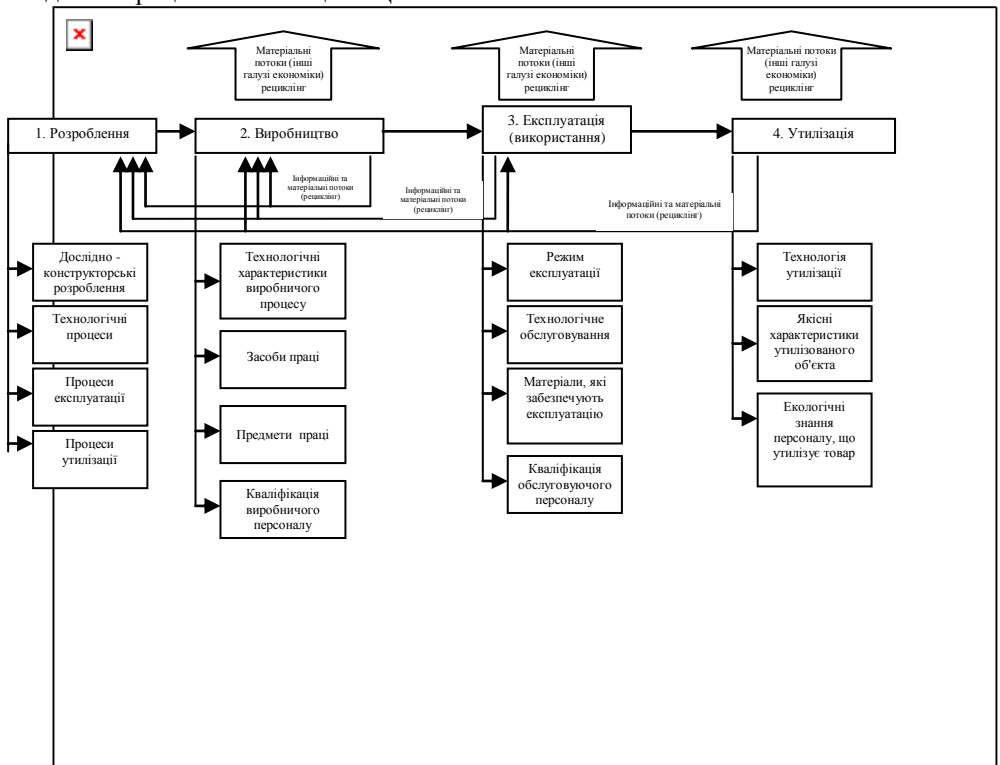 Матеріальні
потоки (інші
галузі економіки)
рециклінг
Матеріальні
потоки (інші
галузі економіки)
рециклінг
Матеріальні потоки
(інші галузі
економіки)
рециклінг
1. Розроблення
2. Виробництво
3. Експлуатація
(використання)
4. Утилізація
Інформаційні та
матеріальні потоки
(рециклінг)
Інформаційні та
матеріальні потоки
(рециклінг)
Інформаційні та матеріальні
потоки (рециклінг)
Дослідно -
конструкторські
розроблення
Технологічні
процеси
Процеси
експлуатації
Процеси
утилізації
Технологічні
характеристики
виробничого
процесу
Засоби праці
Предмети праці
Кваліфікація
виробничого
персоналу
Режим
експлуатації
Технологічне
обслуговування
Матеріали, які
забезпечують
експлуатацію
Кваліфікація
обслуговуючого
персоналу
Технологія
утилізації
Якісні
характеристики
утилізованого
об'єкта
Екологічні
знання
персоналу, що
утилізує товар